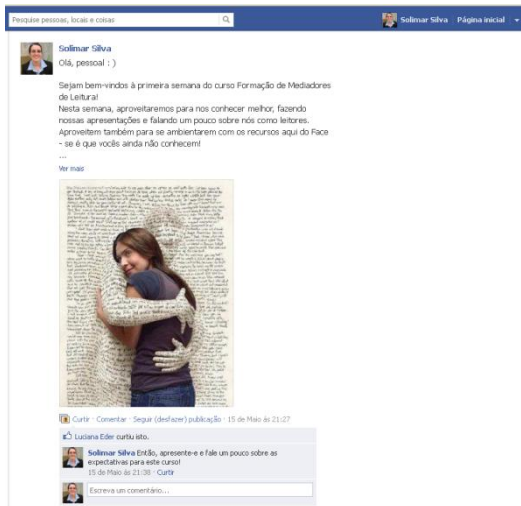 Pesquise pessoas, locais e coisas
Solimar Silva Página inicial
Solimar Silva
Olá, pessoal : )
Sejam bem-vindos à primeira semana do curso Formação de Mediadores
de Leitura!
Nesta semana, aproveitaremos para nos conhecer melhor, fazendo
nossas apresentações e falando um pouco sobre nós como leitores.
Aproveitem também para se ambientarem com os recursos aqui do Face
- se é que vocês ainda não conhecem!
...
Ver mais
Curtir · Comentar · Seguir (desfazer) publicação · 15 de Maio às 21:27
Luciana Eder curtiu isto.
Solimar Silva Então, apresente-e e fale um pouco sobre as
expectativas para este curso!
15 de Maio às 21:38 · Curtir
Escreva um comentário...